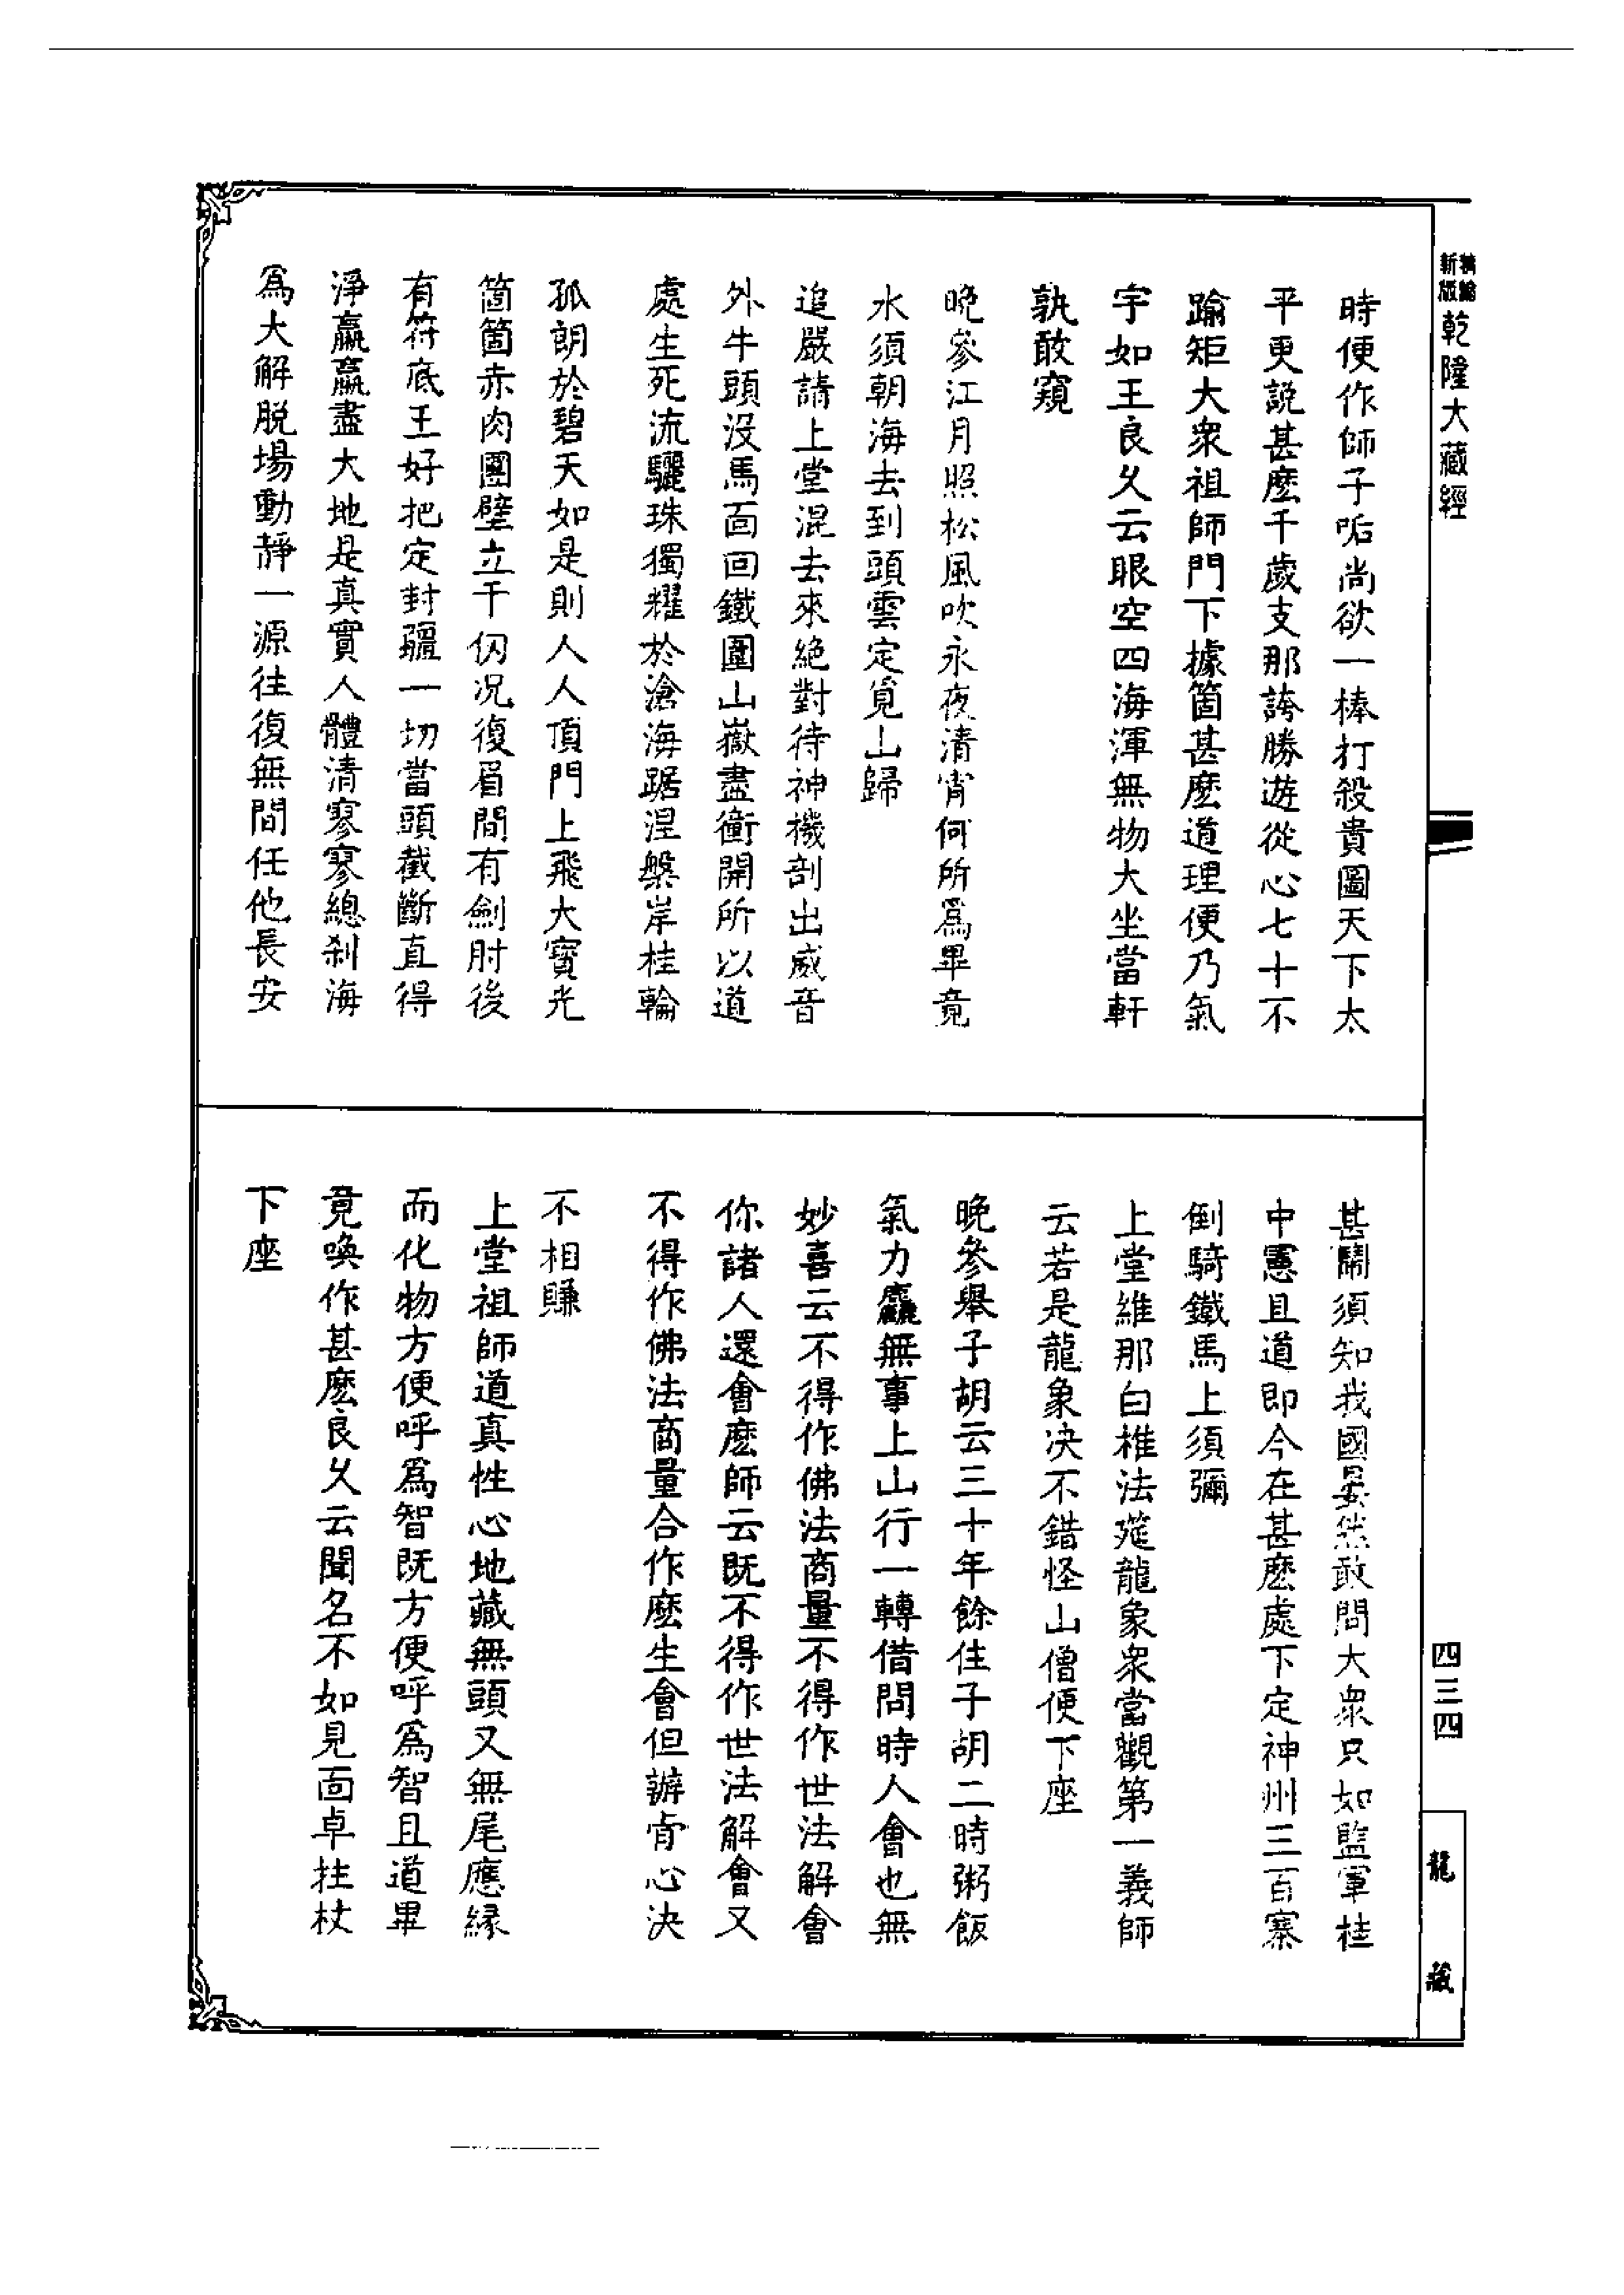 精縮新版乾隆大藏經
時便作師子吼尚欲一棒打殺貴圖天下太
平更說甚麽千歲支那誇勝遊從心七十不
踰矩大衆祖師門下據箇甚麽道理便乃氣
宇如王良久云眼空四海渾無物大坐當軒
孰敢窺
晚參江月照松風吹永夜清宵何所爲畢竟
水須朝海去到頭雲定覓山歸
追嚴請上堂混去來絶對待神機剖出威音
外牛頭没馬面回鐵圍山嶽盡衝開所以道
處生死流驪珠獨耀於滄海踞涅槃岸桂輪
孤朗於碧天如是則人人頂門上飛大寳光
箇箇赤肉團壁立千仞况復眉間有劍肘後
有符底王好把定封疆一切當頭截斷直得
淨躶躶盡大地是真實人體清寥寥總刹海
爲大解脱場動靜一源往復無間任他長安
甚鬧須知我國晏然敢問大衆只如監軍桂
中憲且道即今在甚麽處下定神州三百寨
倒騎鐵馬上須彌
上堂維那白椎法筵龍象衆當觀第一義師
云若是龍象决不錯怪山僧便下座
晚參舉子胡云三十年餘住子胡二時粥飯
氣力麤無事上山行一轉借問時人會也無
妙喜云不得作佛法商量不得作世法解會
你諸人還會麽師云既不得作世法解會又
不得作佛法商量合作麽生會但辦肯心决
不相賺
上堂祖師道真性心地藏無頭又無尾應緣
而化物方便呼爲智既方便呼爲智且道畢
竟喚作甚麽良久云聞名不如見面卓拄杖
下座
四三四
龍藏